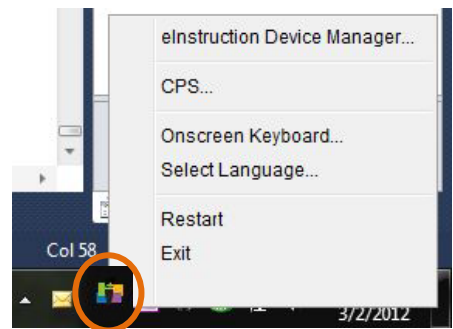 eInstruction Device Manager...
CPS...
Onscreen Keyboard...
Select Language...
Restart
Exit
Col 58
3/2/2012